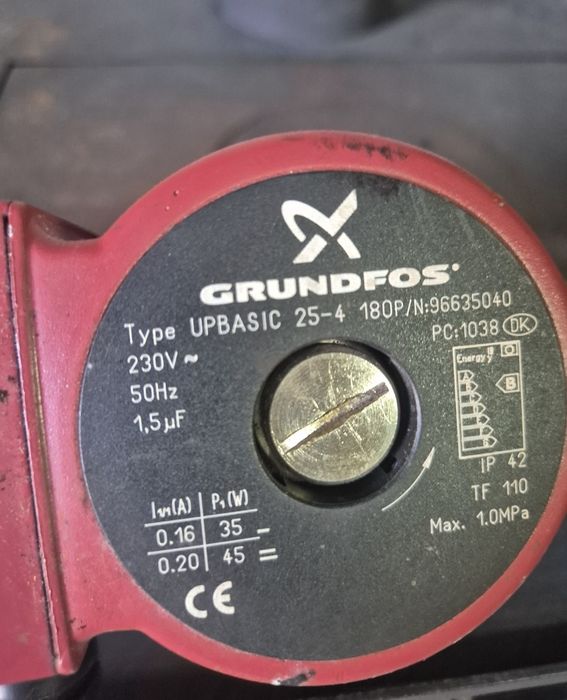 GRUNDFOS
Type UPBASIC 25-4 180P/N:96635040
PC:1038 DK
230V ~
50Hz
1,5µF
Energy
A
B
IP 42
TF 110
Max. 1.0MPa
I₁/₁(A) P₁(W)
0.16 35 –
0.20 45 =
CE